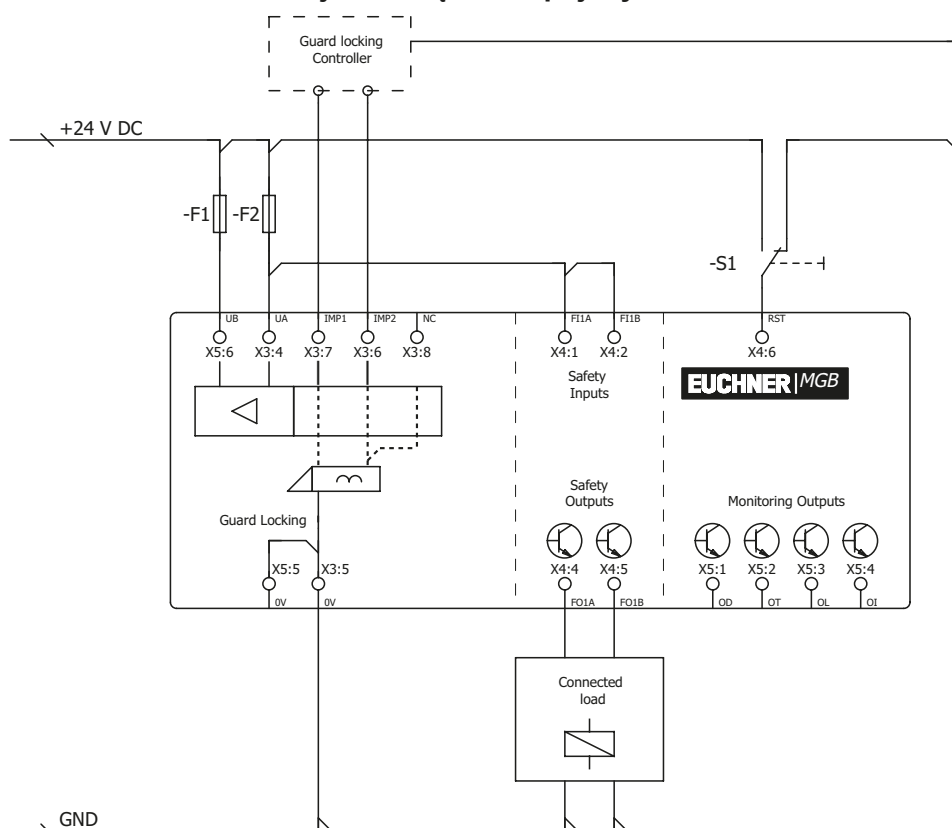 Guard locking
Controller
+24 V DC
-F1
-F2
-S1
UB
UA
IMP1
IMP2
NC
FI1A
FI1B
RST
X5:6
X3:4
X3:7
X3:6
X3:8
X4:1
X4:2
X4:6
Safety
Inputs
EUCHNER MGB
Safety
Outputs
Monitoring Outputs
Guard Locking
X5:5
X3:5
X4:4
X4:5
X5:1
X5:2
X5:3
X5:4
0V
0V
FO1A
FO1B
OD
OT
OL
OI
Connected
load
GND